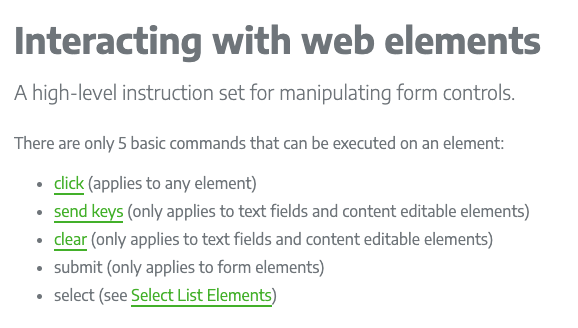 Interacting with web elements
A high-level instruction set for manipulating form controls.
There are only 5 basic commands that can be executed on an element:
• click (applies to any element)
• send keys (only applies to text fields and content editable elements)
• clear (only applies to text fields and content editable elements)
• submit (only applies to form elements)
• select (see Select List Elements)